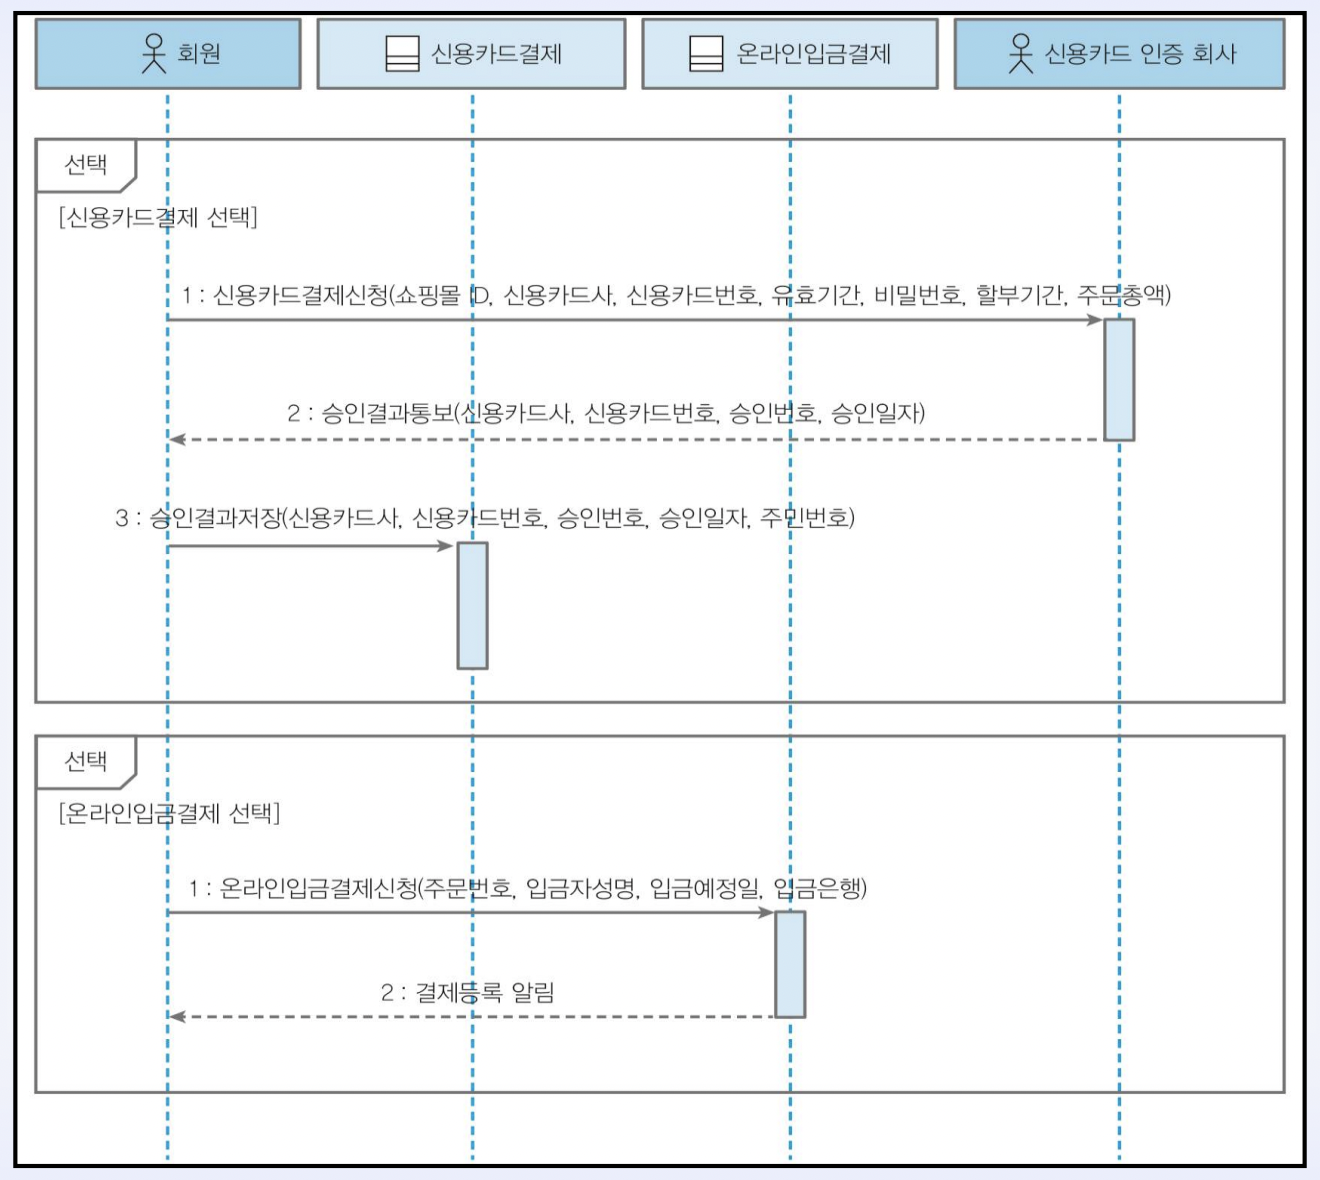 회원
신용카드결제
온라인입금결제
신용카드 인증 회사
선택
[신용카드결제 선택]
1 : 신용카드결제신청(쇼핑몰 ID, 신용카드사, 신용카드번호, 유효기간, 비밀번호, 할부기간, 주문총액)
2 : 승인결과통보(신용카드사, 신용카드번호, 승인번호, 승인일자)
3 : 승인결과저장(신용카드사, 신용카드번호, 승인번호, 승인일자, 주민번호)
선택
[온라인입금결제 선택]
1 : 온라인입금결제신청(주문번호, 입금자성명, 입금예정일, 입금은행)
2 : 결제등록 알림